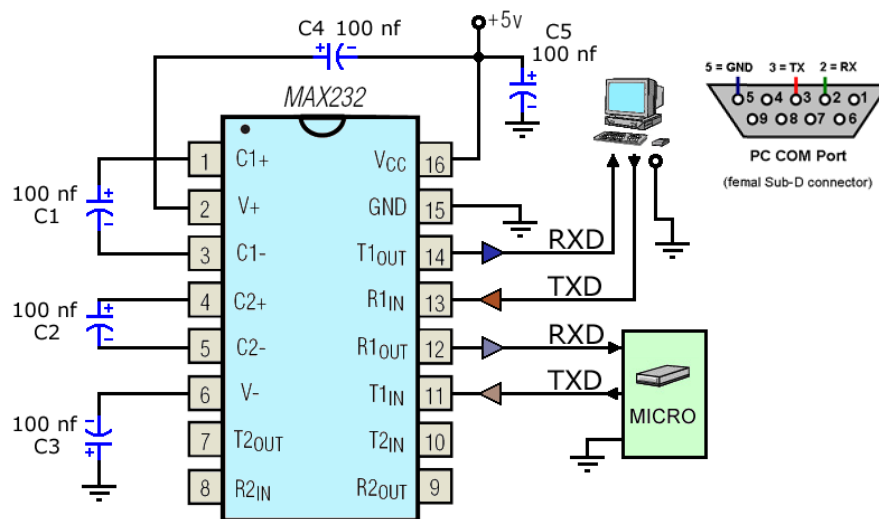 +5v
C4 100 nf
C5
100 nf
5 = GND 3 = TX 2 = RX
5 4 3 2 1
9 8 7 6
PC COM Port
(femal Sub-D connector)
MAX232
1 C1+ VCC 16
2 V+ GND 15
3 C1- T1OUT 14
4 C2+ R1IN 13
5 C2- R1OUT 12
6 V- T1IN 11
7 T2OUT T2IN 10
8 R2IN R2OUT 9
100 nf
C1
100 nf
C2
100 nf
C3
RXD
TXD
RXD
TXD
MICRO
+
-
+
-
+
-
+
-
-
+